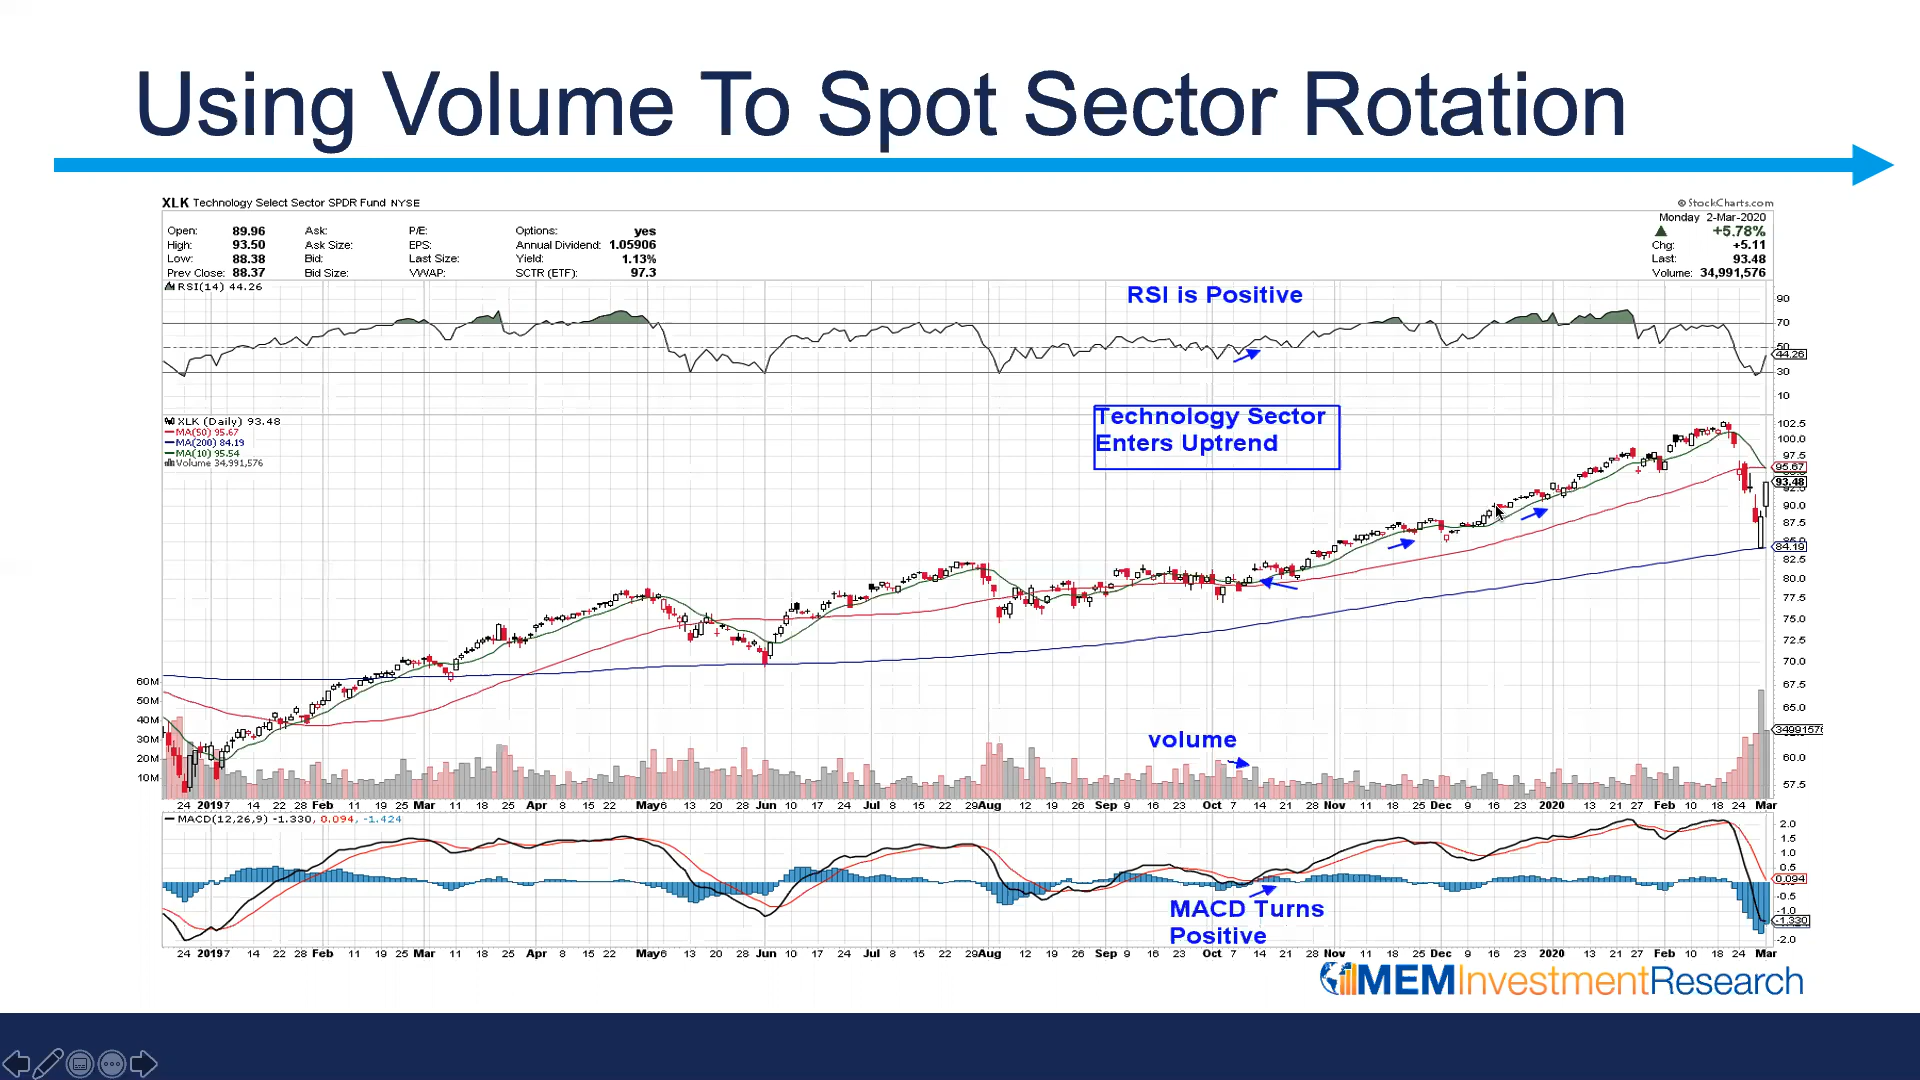 Using Volume To Spot Sector Rotation
XLK Technology Select Sector SPDR Fund NYSE
© StockCharts.com
Monday 2-Mar-2020
Open: 89.96 Ask: P/E: Options: yes
▲ +5.78%
High: 93.50 Ask Size: EPS: Annual Dividend: 1.05906
Chg: +5.11
Low: 88.38 Bid: Last Size: Yield: 1.13%
Last: 93.48
Prev Close: 88.37 Bid Size: VWAP: SCTR (ETF): 97.3
Volume: 34,991,576
RSI(14) 44.26
RSI is Positive
90
70
50
44.26
30
10
Technology Sector
Enters Uptrend
XLK (Daily) 93.48
MA(50) 95.67
MA(200) 84.19
MA(10) 95.54
Volume 34,991,576
102.5
100.0
97.5
95.67
93.48
92.5
90.0
87.5
85.0
84.19
82.5
80.0
77.5
75.0
72.5
70.0
67.5
65.0
34991576
60.0
57.5
60M
50M
40M
30M
20M
10M
volume
24 2019 7 14 22 28 Feb 11 19 25 Mar 11 18 25 Apr 8 15 22 May 6 13 20 28 Jun 10 17 24 Jul 8 15 22 29 Aug 12 19 26 Sep 9 16 23 Oct 7 14 21 28 Nov 11 18 25 Dec 9 16 23 2020 13 21 27 Feb 10 18 24 Mar
MACD(12,26,9) -1.330, 0.094, -1.424
2.0
1.5
1.0
0.5
0.094
-0.5
-1.0
-1.330
-2.0
MACD Turns
Positive
24 2019 7 14 22 28 Feb 11 19 25 Mar 11 18 25 Apr 8 15 22 May 6 13 20 28 Jun 10 17 24 Jul 8 15 22 29 Aug 12 19 26 Sep 9 16 23 Oct 7 14 21 28 Nov 11 18 25 Dec 9 16 23 2020 13 21 27 Feb 10 18 24 Mar
MEMInvestmentResearch